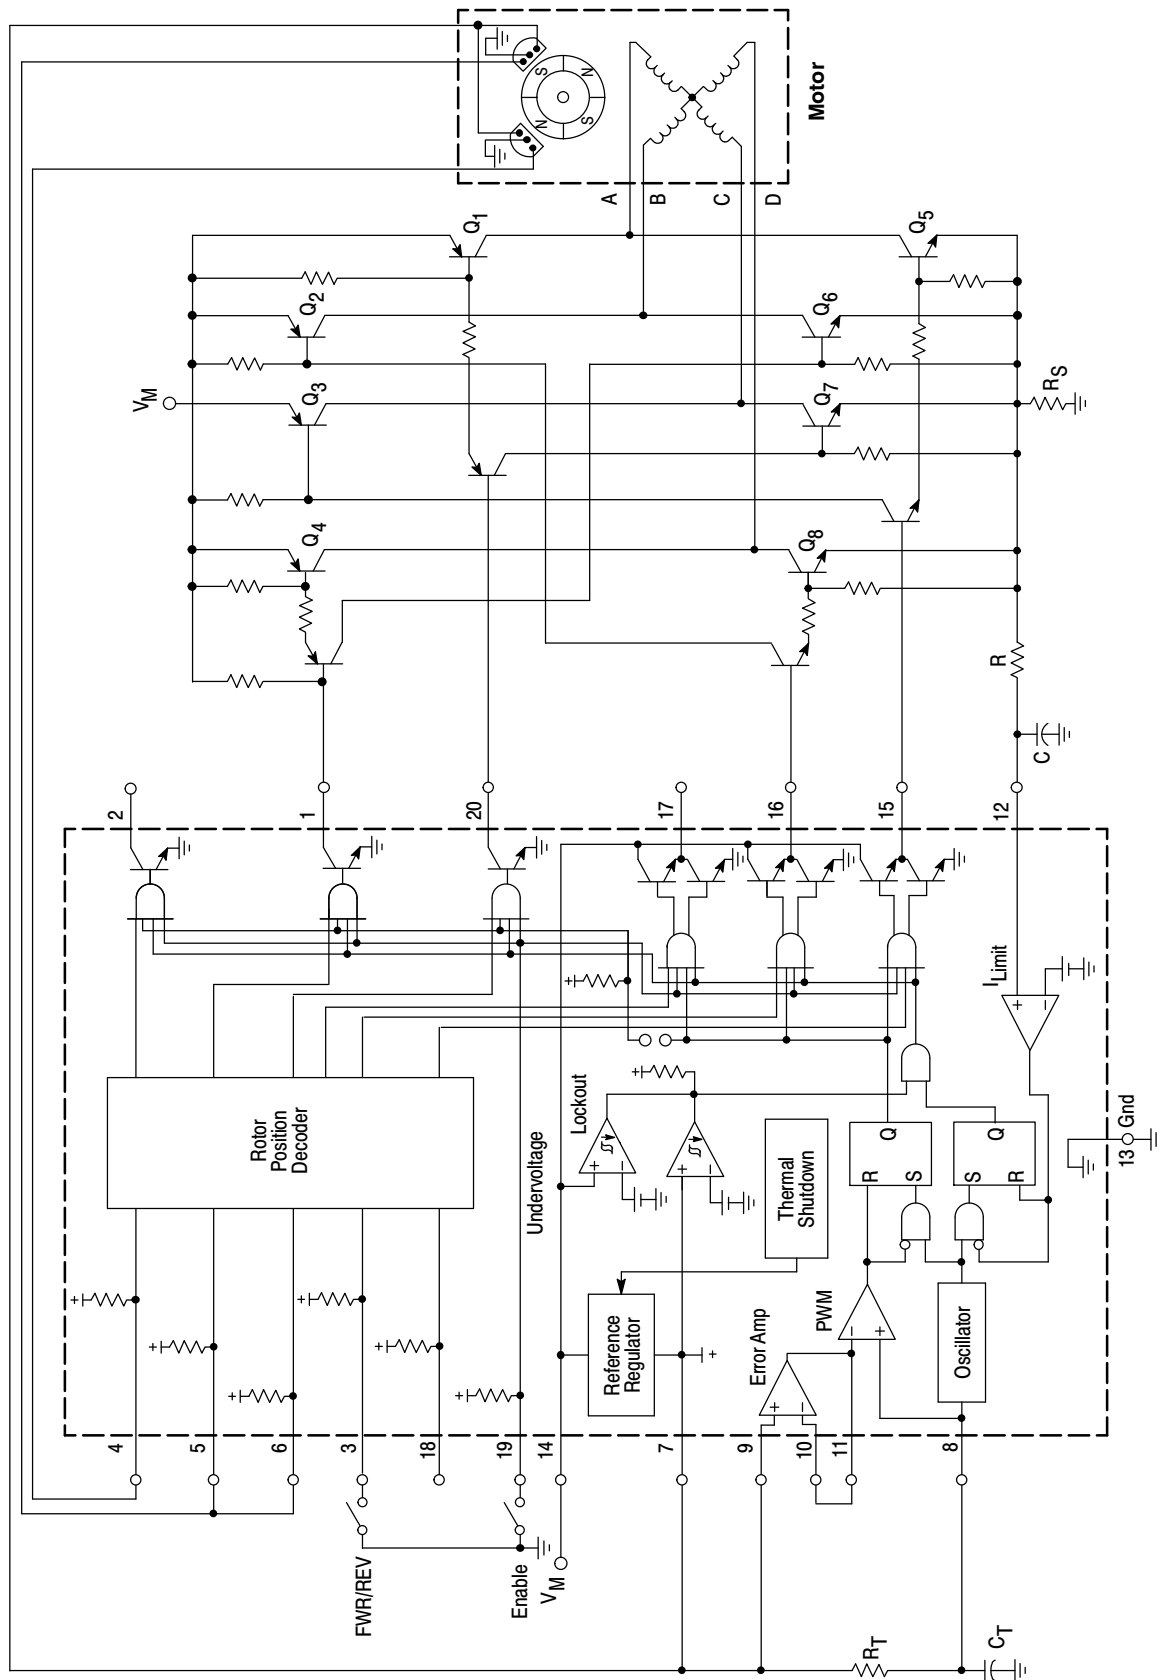 Motor
S
N
N
S
A
B
C
D
Q1
Q2
Q3
Q4
Q5
Q6
Q7
Q8
VM
RS
R
C
2
1
20
17
16
15
12
ILimit
Rotor
Position
Decoder
Undervoltage
Lockout
Thermal
Shutdown
Reference
Regulator
Error Amp
PWM
Oscillator
R
S
Q
S
R
Q
13 Gnd
4
5
6
3
18
19
14
7
9
10
11
8
FWR/REV
Enable
VM
RT
CT
+
+
+
+
+
+
+
+
+
+ −
+ −
+ −
− +
+ −